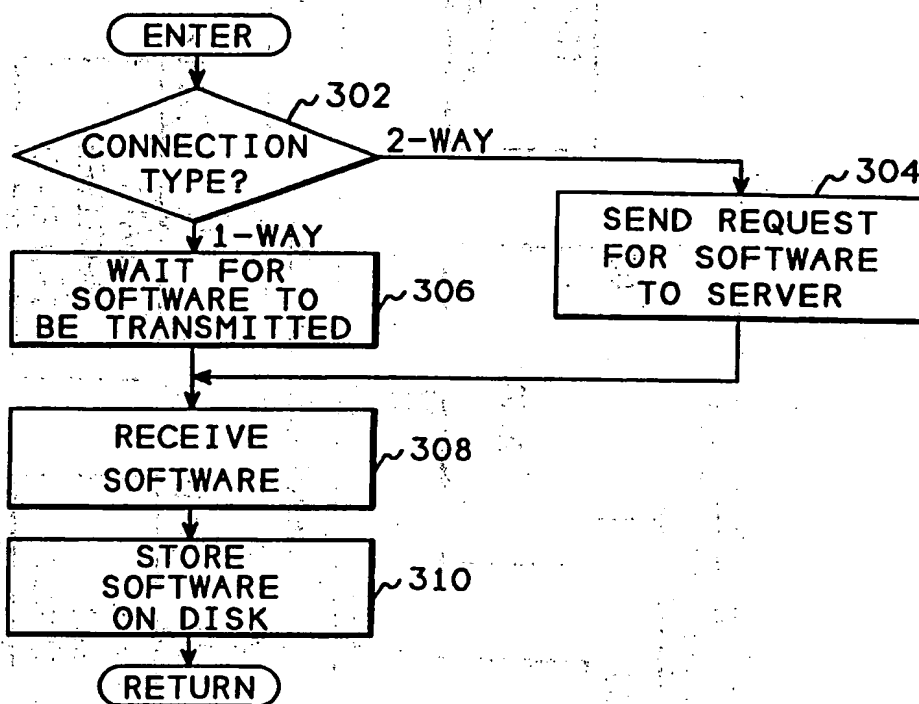 ENTER
302
CONNECTION
TYPE?
2-WAY
304
SEND REQUEST
FOR SOFTWARE
TO SERVER
1-WAY
WAIT FOR
SOFTWARE TO
BE TRANSMITTED
306
RECEIVE
SOFTWARE
308
STORE
SOFTWARE
ON DISK
310
RETURN